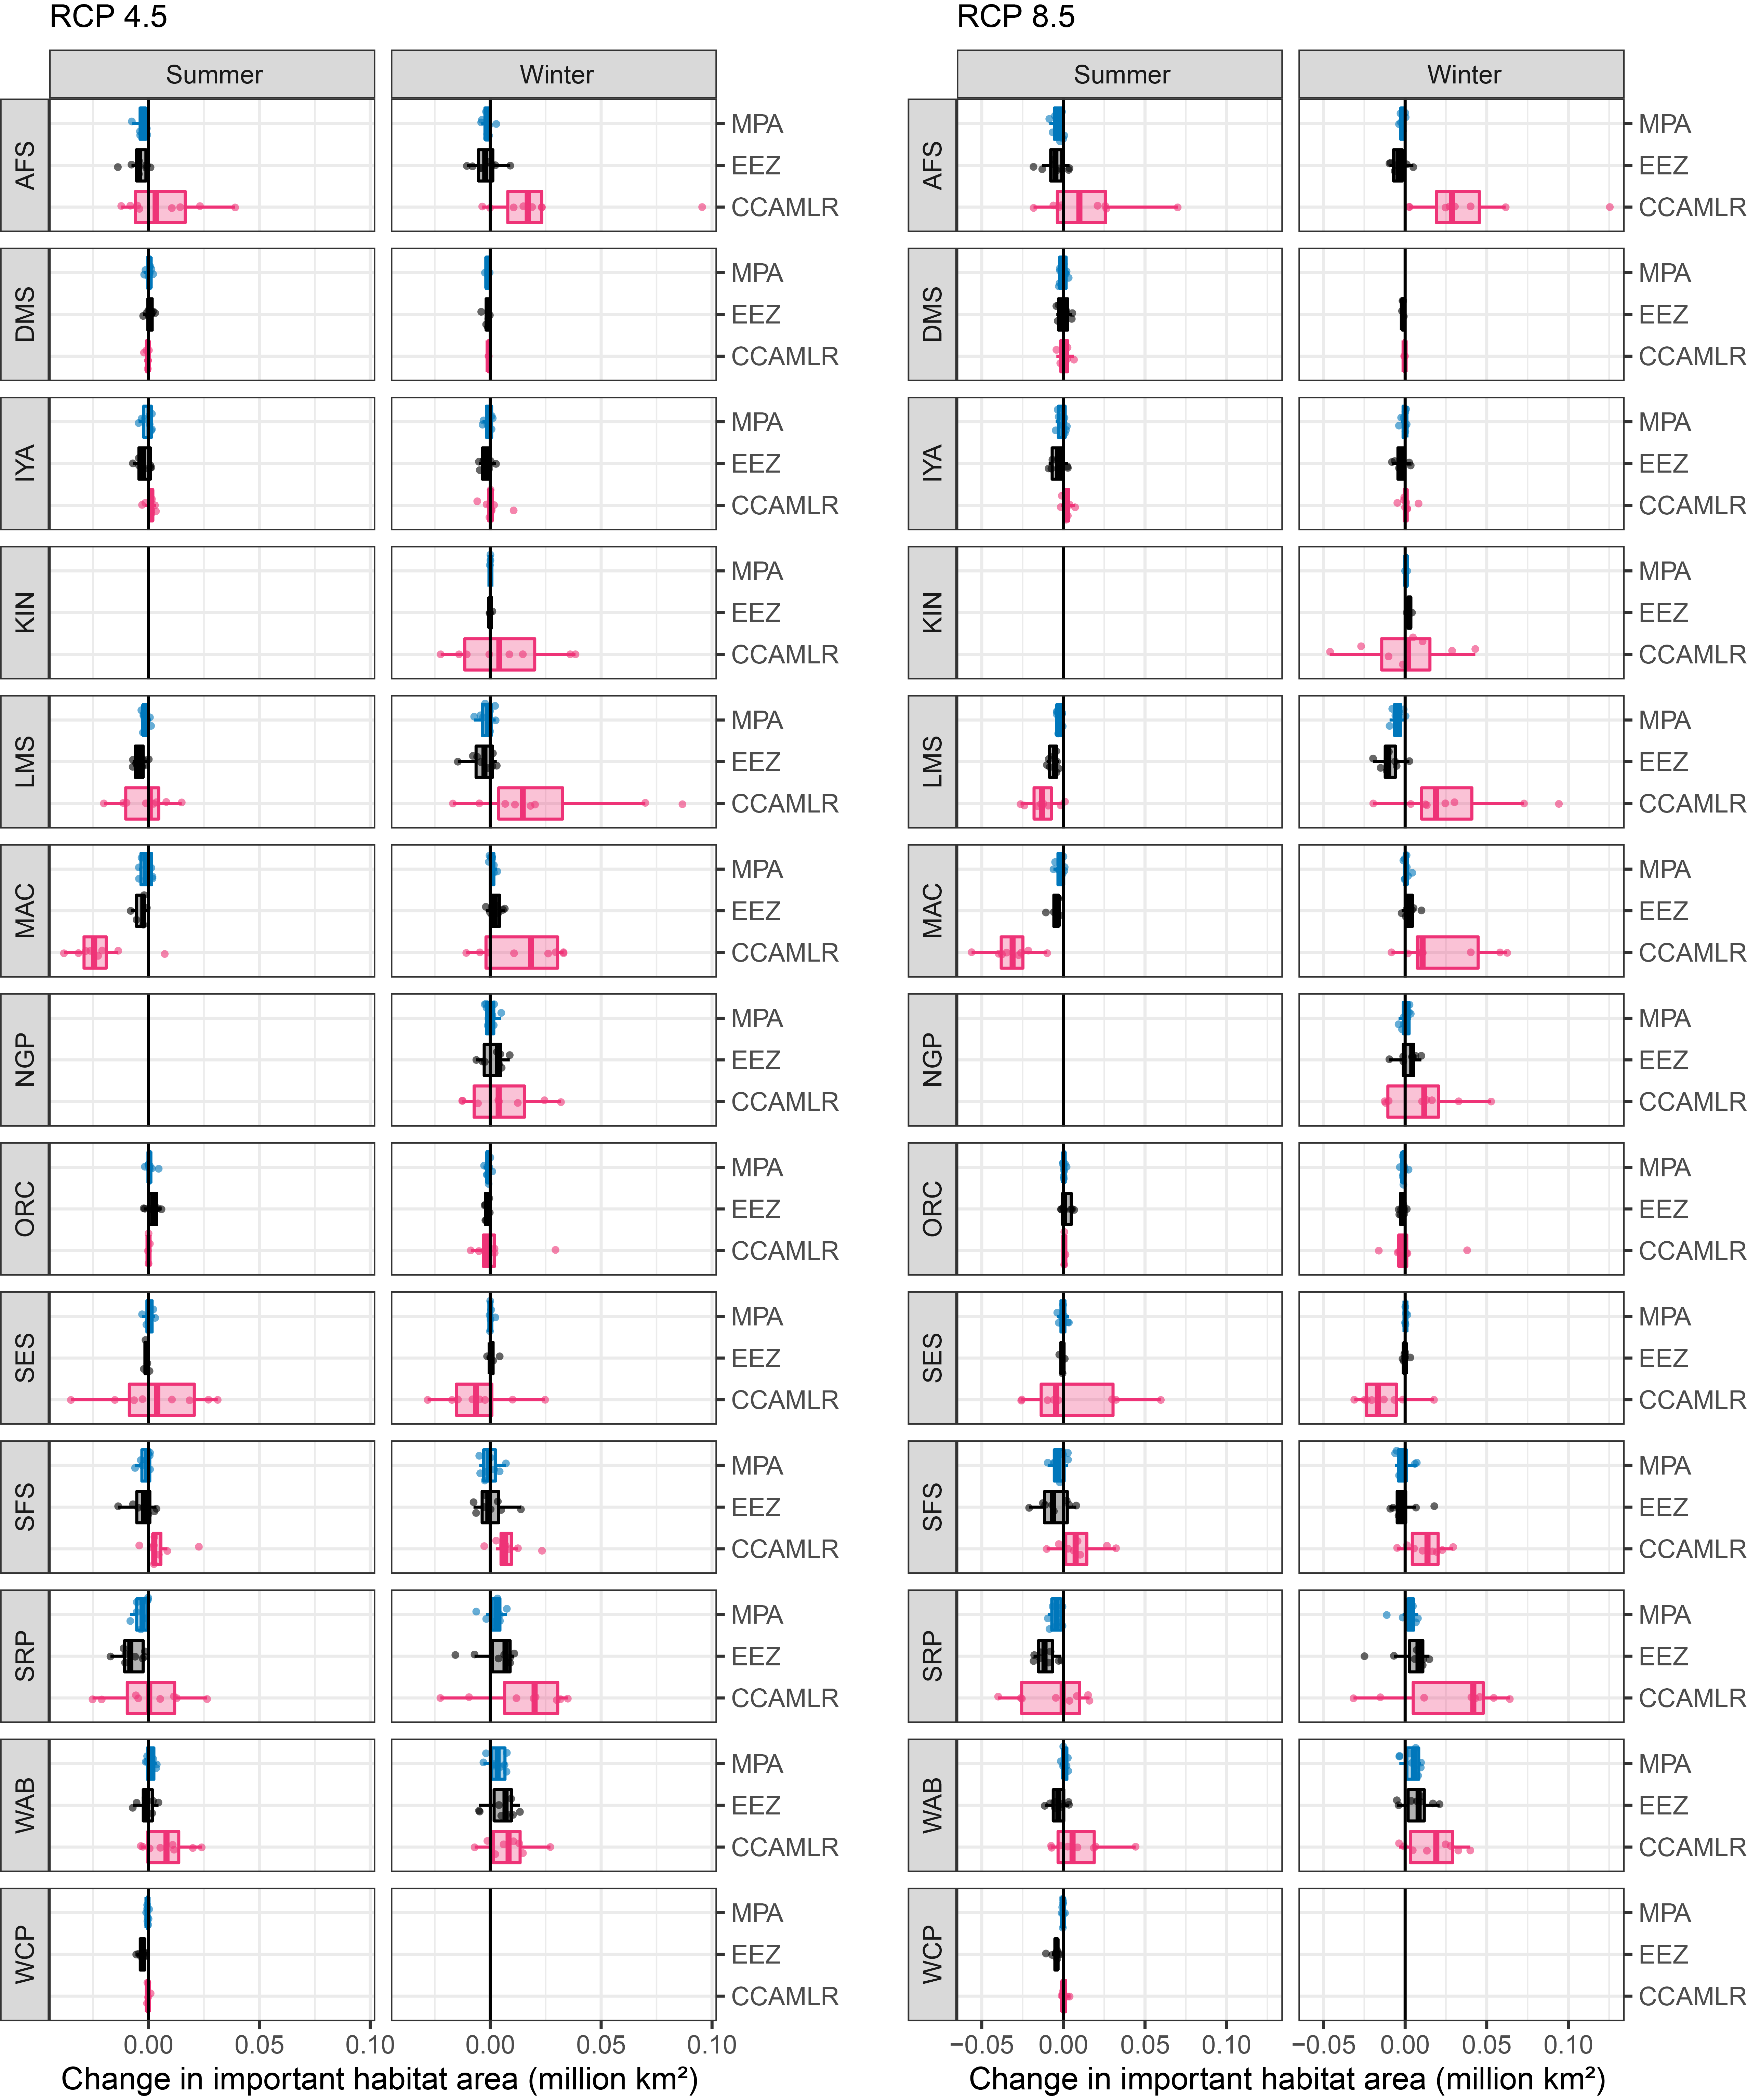 RCP 4.5
RCP 8.5
Summer
Winter
Summer
Winter
AFS
MPA
EEZ
CCAMLR
AFS
MPA
EEZ
CCAMLR
DMS
MPA
EEZ
CCAMLR
DMS
MPA
EEZ
CCAMLR
IYA
MPA
EEZ
CCAMLR
IYA
MPA
EEZ
CCAMLR
KIN
MPA
EEZ
CCAMLR
KIN
MPA
EEZ
CCAMLR
LMS
MPA
EEZ
CCAMLR
LMS
MPA
EEZ
CCAMLR
MAC
MPA
EEZ
CCAMLR
MAC
MPA
EEZ
CCAMLR
NGP
MPA
EEZ
CCAMLR
NGP
MPA
EEZ
CCAMLR
ORC
MPA
EEZ
CCAMLR
ORC
MPA
EEZ
CCAMLR
SES
MPA
EEZ
CCAMLR
SES
MPA
EEZ
CCAMLR
SFS
MPA
EEZ
CCAMLR
SFS
MPA
EEZ
CCAMLR
SRP
MPA
EEZ
CCAMLR
SRP
MPA
EEZ
CCAMLR
WAB
MPA
EEZ
CCAMLR
WAB
MPA
EEZ
CCAMLR
WCP
MPA
EEZ
CCAMLR
WCP
MPA
EEZ
CCAMLR
0.00 0.05 0.10 0.00 0.05 0.10
−0.05 0.00 0.05 0.10 −0.05 0.00 0.05 0.10
Change in important habitat area (million km²)
Change in important habitat area (million km²)